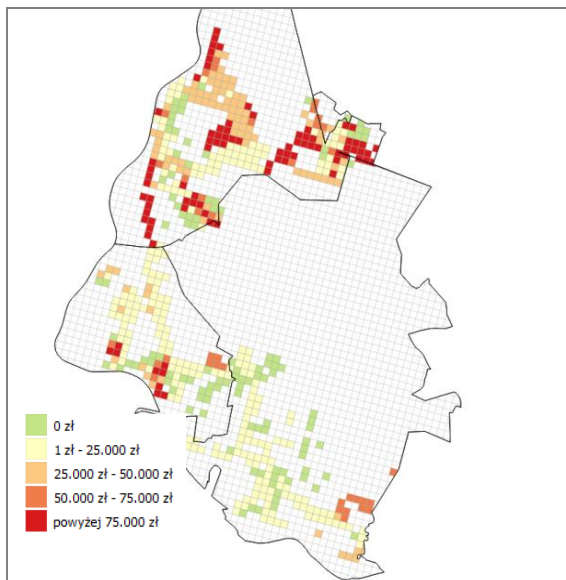 0 zł
1 zł - 25.000 zł
25.000 zł - 50.000 zł
50.000 zł - 75.000 zł
powyżej 75.000 zł